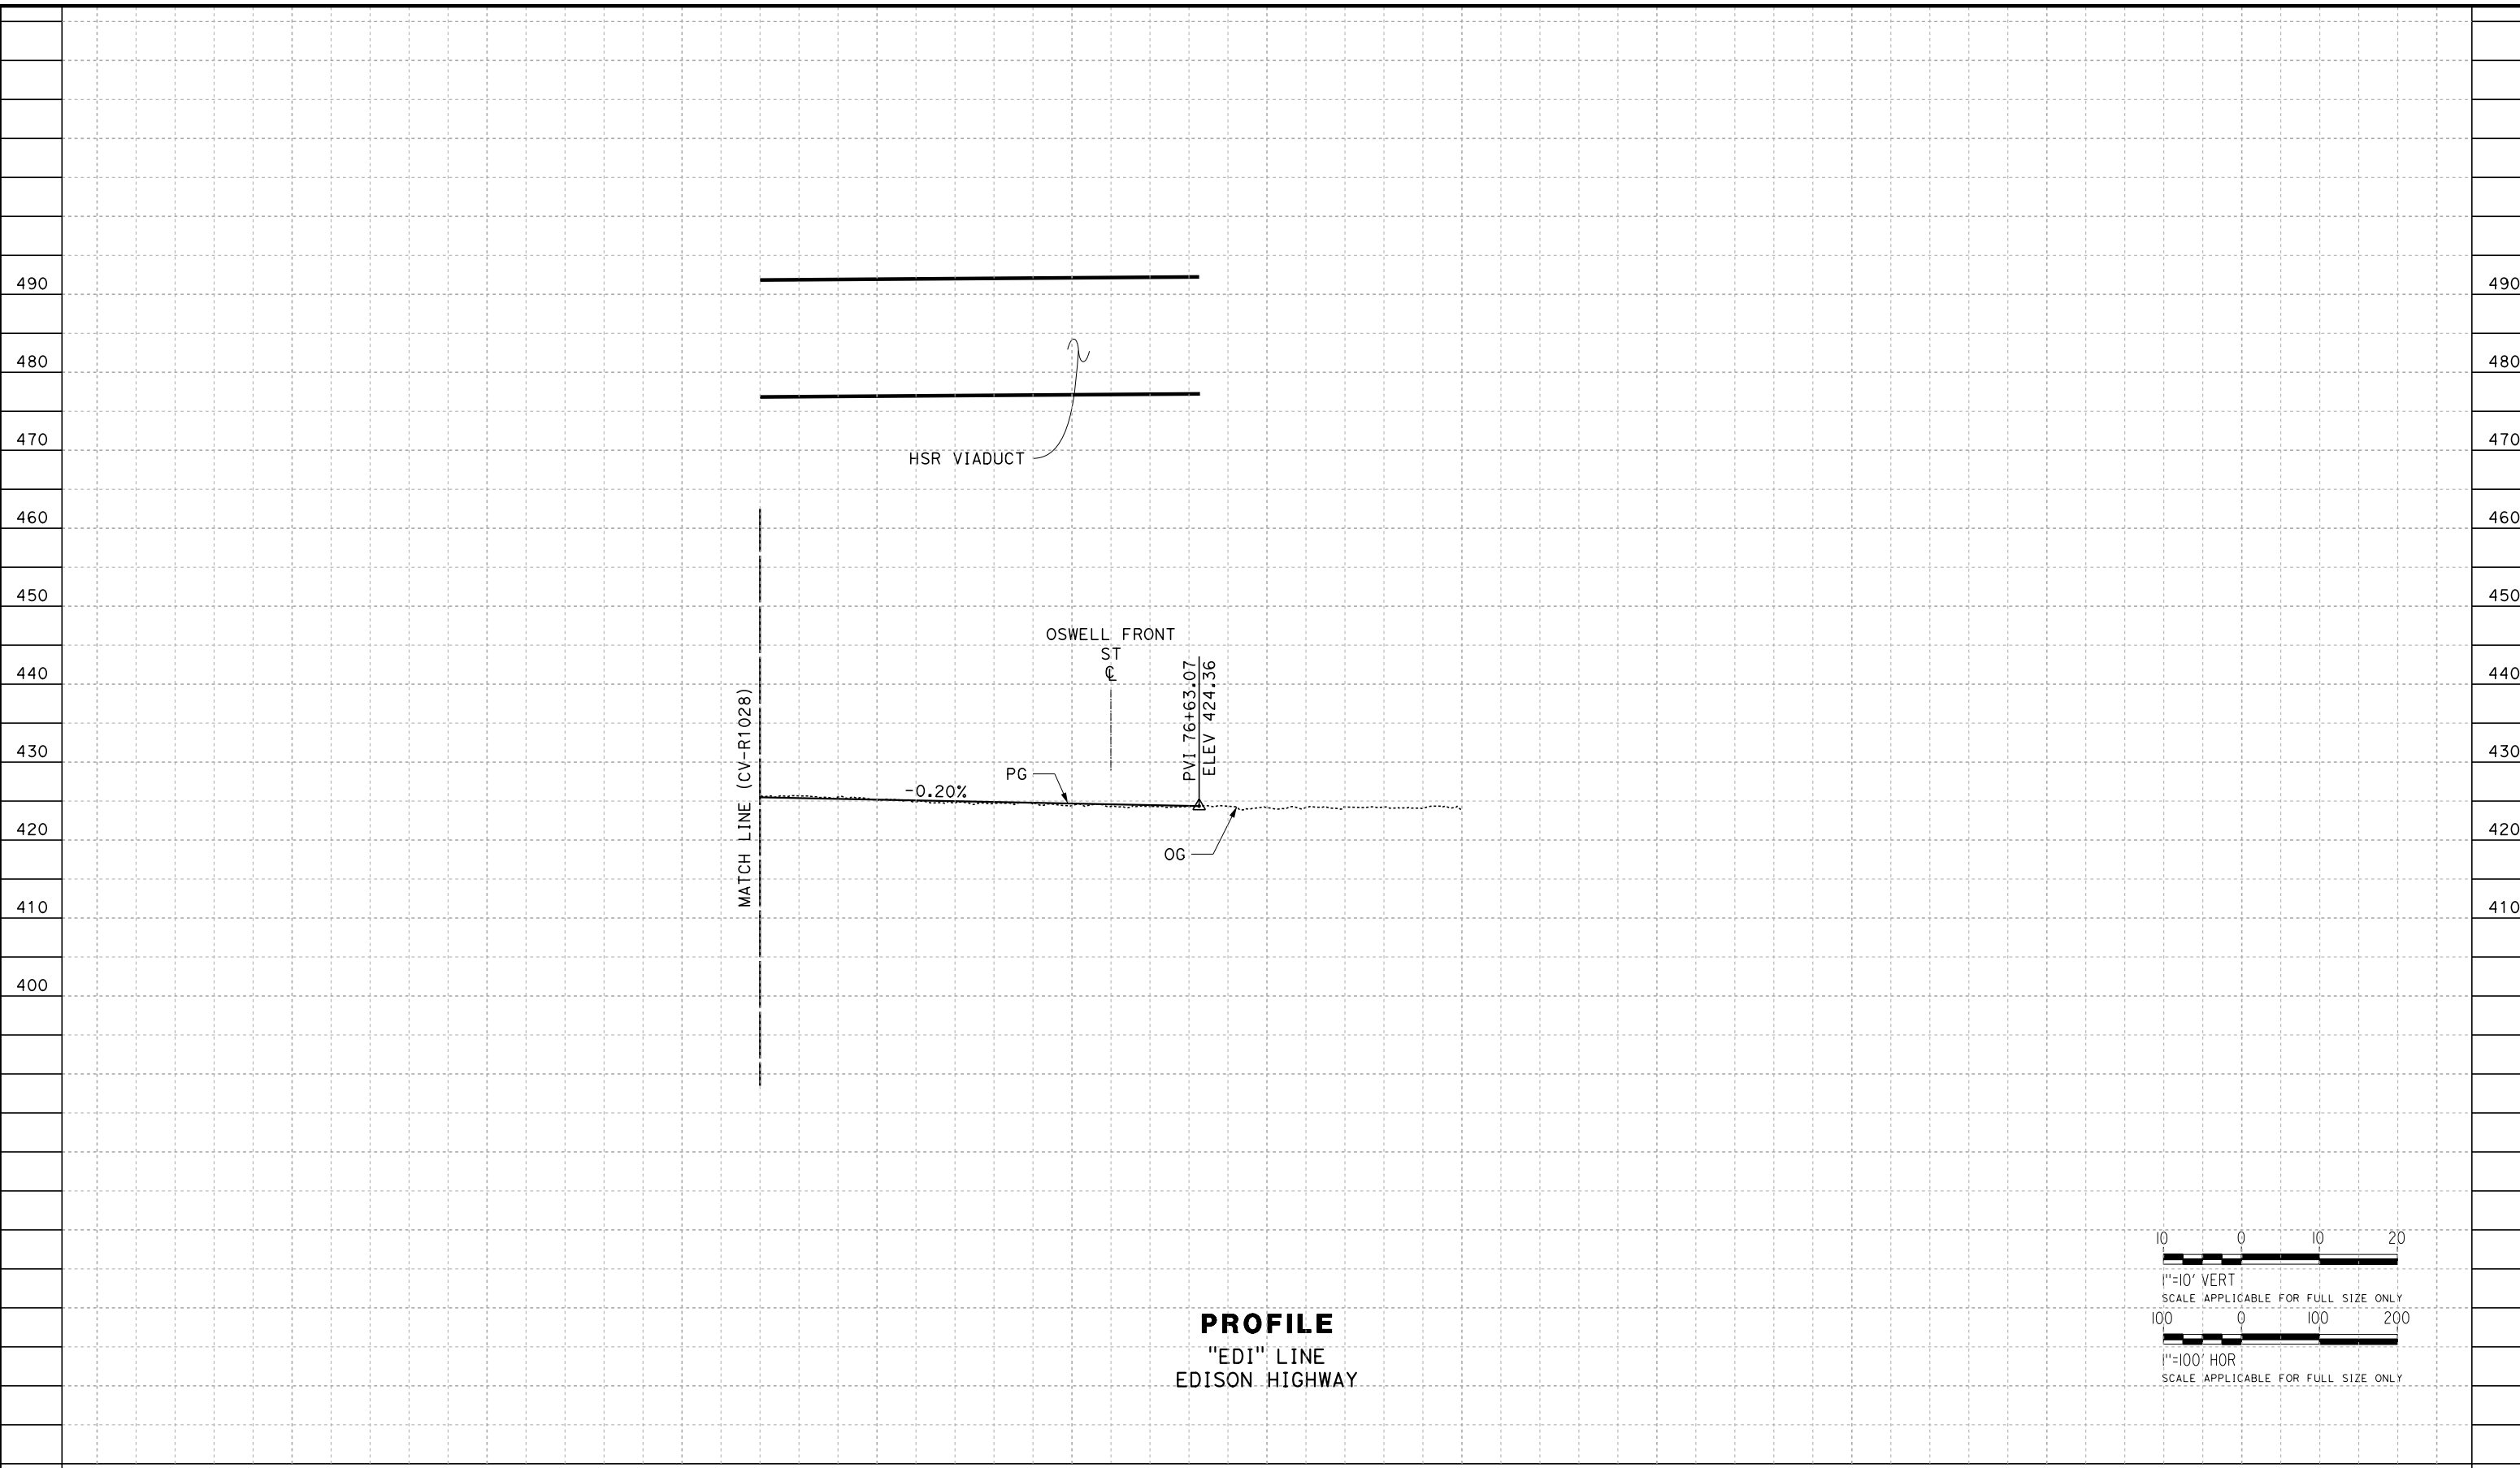 490 490
480 480
470 470
HSR VIADUCT
460 460
450 450
OSWELL FRONT
ST
℄
440 440
MATCH LINE (CV-R1028)
PVI 76+63.07
ELEV 424.36
430 430
PG
-0.20%
420 420
OG
410 410
400
10 0 10 20
1"=10' VERT
SCALE APPLICABLE FOR FULL SIZE ONLY
100 0 100 200
1"=100' HOR
SCALE APPLICABLE FOR FULL SIZE ONLY
PROFILE
"EDI" LINE
EDISON HIGHWAY